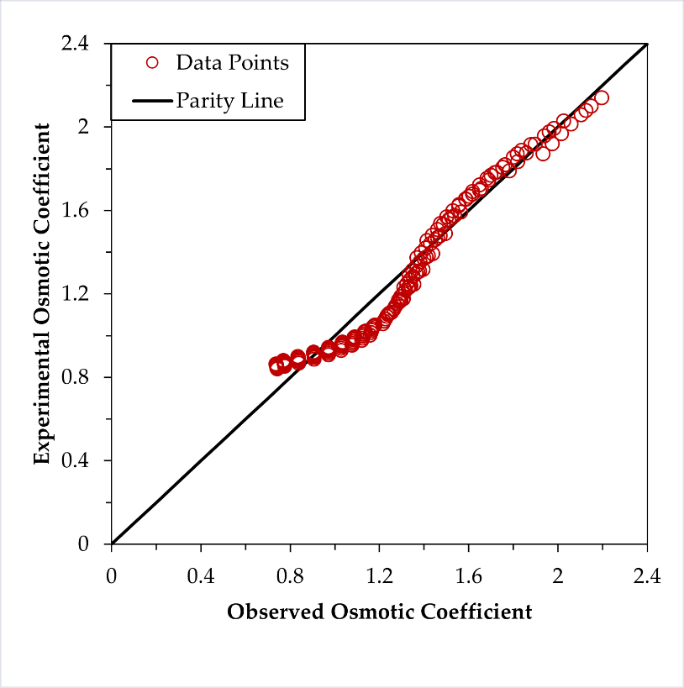 2.4
Data Points
Parity Line
2
1.6
1.2
0.8
0.4
0
Experimental Osmotic Coefficient
0 0.4 0.8 1.2 1.6 2 2.4
Observed Osmotic Coefficient